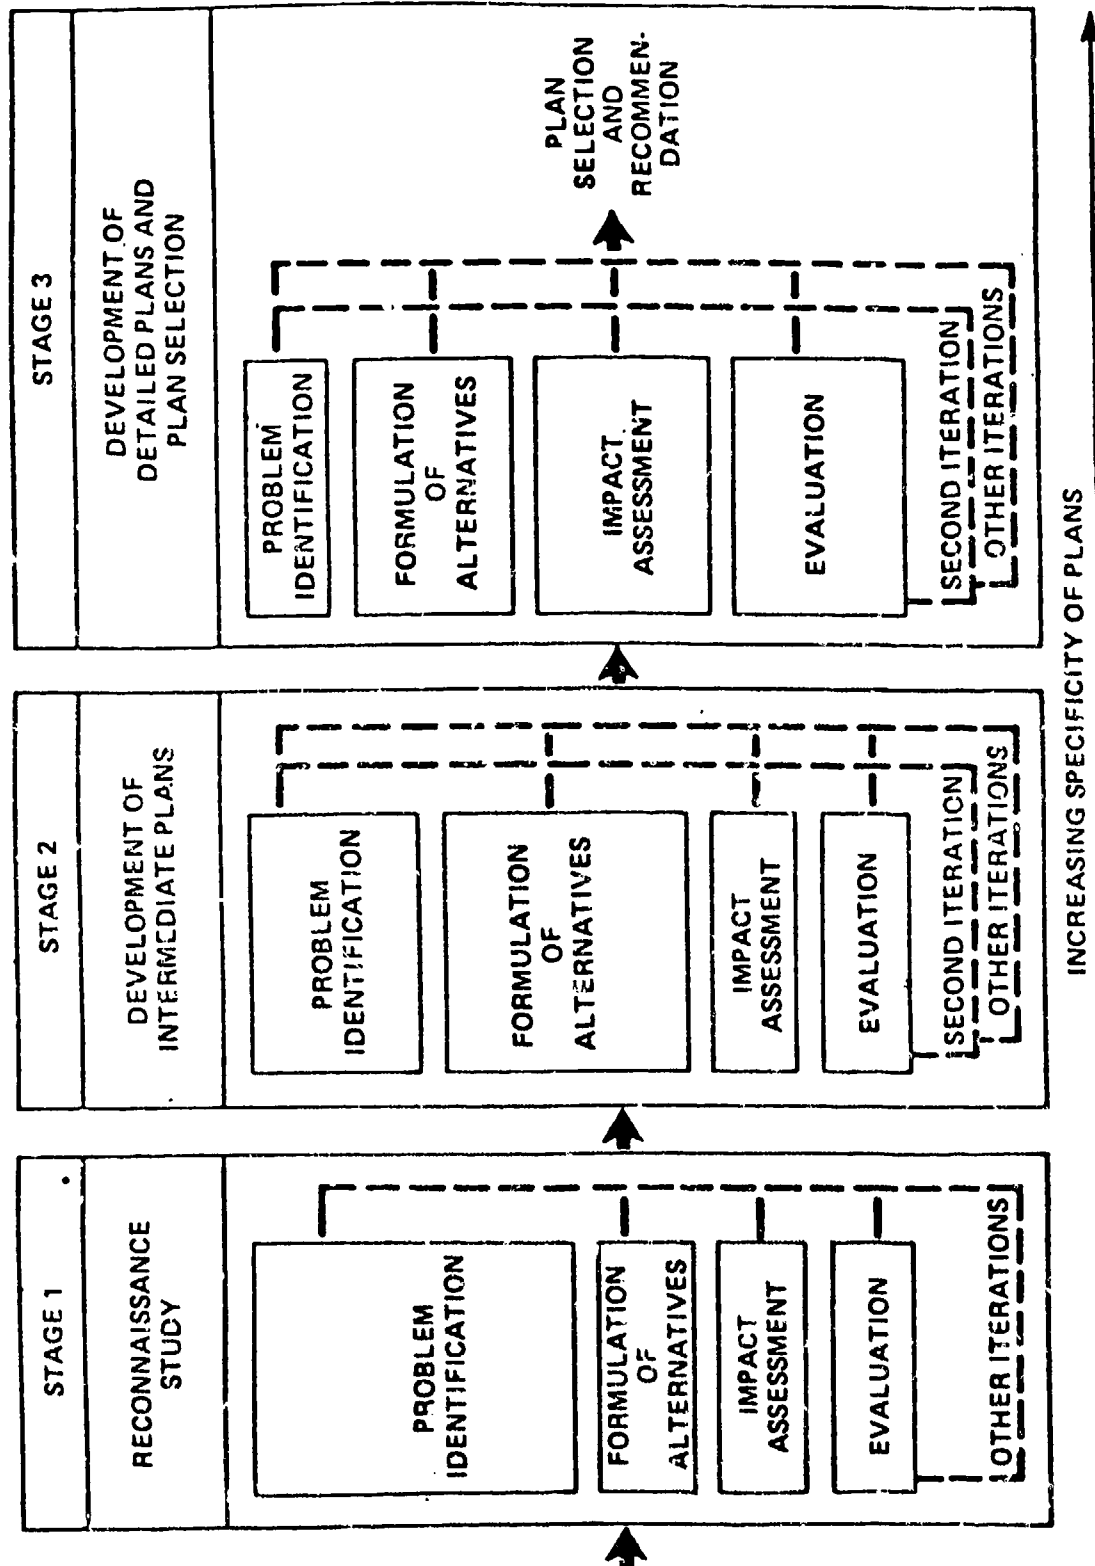 STAGE 1
RECONNAISSANCE
STUDY
PROBLEM
IDENTIFICATION
FORMULATION
OF
ALTERNATIVES
IMPACT
ASSESSMENT
EVALUATION
OTHER ITERATIONS
STAGE 2
DEVELOPMENT OF
INTERMEDIATE PLANS
PROBLEM
IDENTIFICATION
FORMULATION
OF
ALTERNATIVES
IMPACT
ASSESSMENT
EVALUATION
SECOND ITERATION
OTHER ITERATIONS
STAGE 3
DEVELOPMENT OF
DETAILED PLANS AND
PLAN SELECTION
PROBLEM
IDENTIFICATION
FORMULATION
OF
ALTERNATIVES
IMPACT
ASSESSMENT
EVALUATION
SECOND ITERATION
OTHER ITERATIONS
PLAN
SELECTION
AND
RECOMMEN-
DATION
INCREASING SPECIFICITY OF PLANS